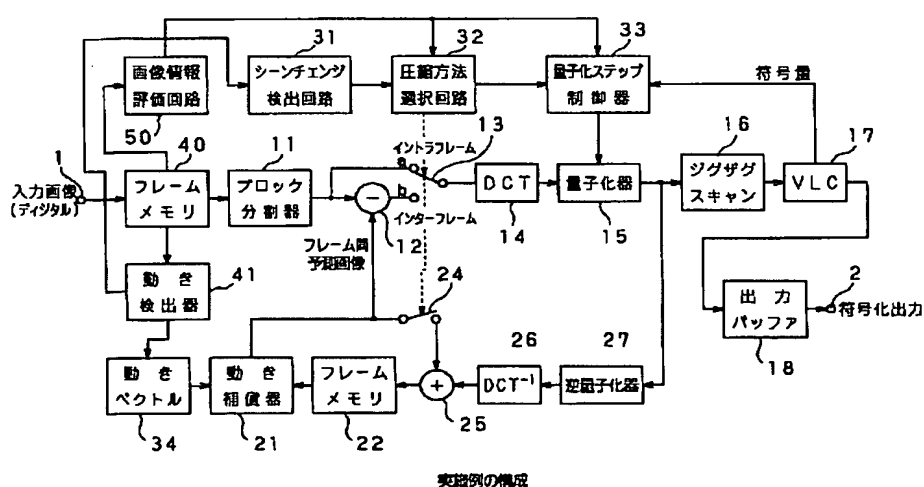 31
32
33
画像情報
評価回路
50
シーンチェンジ
検出回路
圧縮方法
選択回路
量子化ステップ
制御器
符号量
1
入力画像
(ディジタル)
40
フレーム
メモリ
11
ブロック
分割器
a
イントラフレーム
13
b
インターフレーム
−
12
DCT
14
量子化器
15
16
ジグザグ
スキャン
17
VLC
フレーム間
予測画像
動き
検出器
41
24
出力
バッファ
18
2
符号化出力
動き
ベクトル
34
動き
補償器
21
フレーム
メモリ
22
+
25
26
DCT⁻¹
27
逆量子化器
実施例の構成